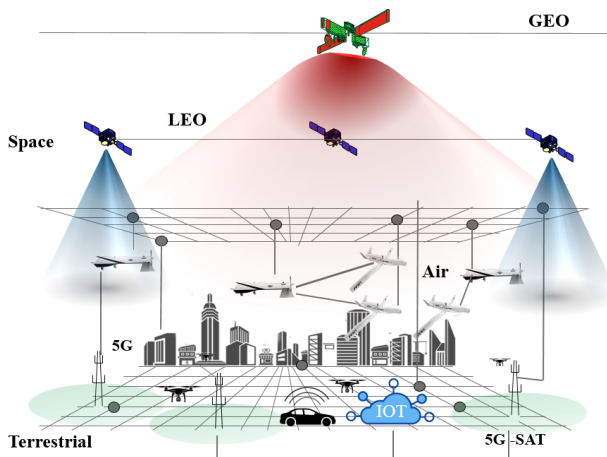 GEO
LEO
Space
Air
5G
IOT
Terrestrial
5G -SAT